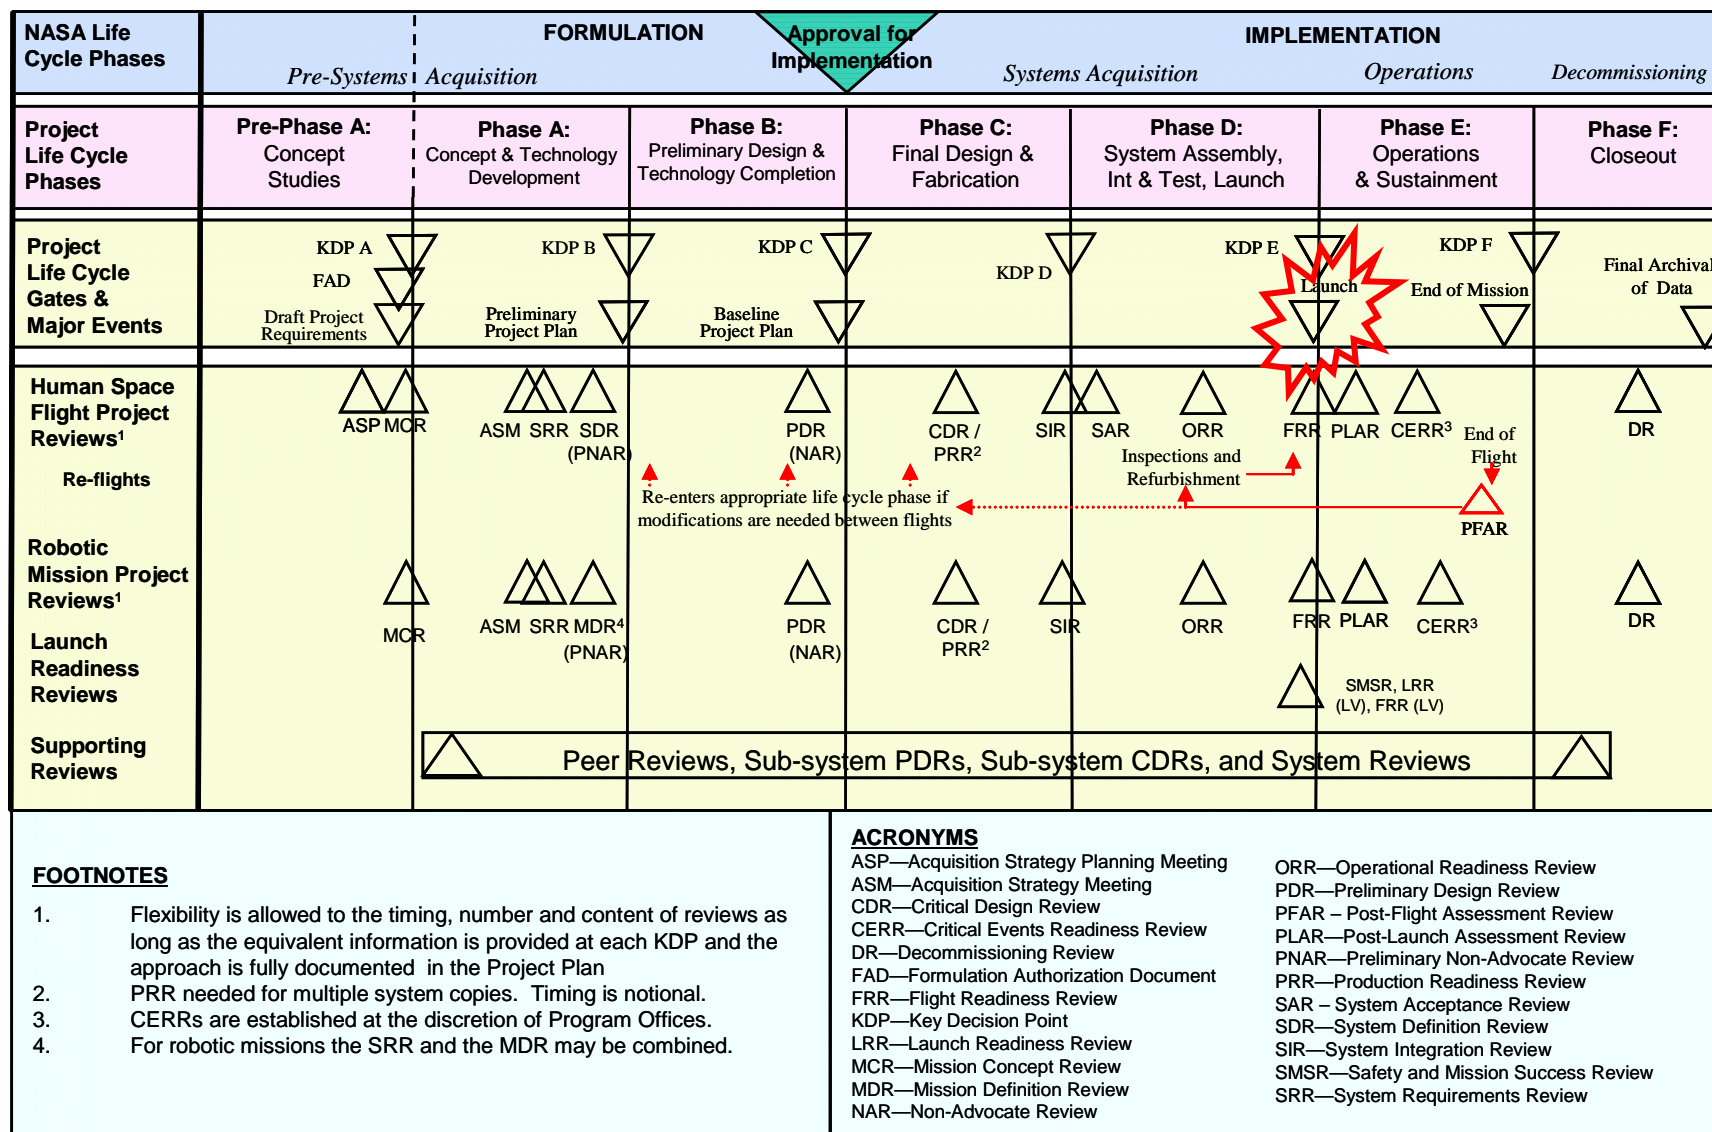 NASA Life
Cycle Phases
FORMULATION
Approval for
Implementation
IMPLEMENTATION
Pre-Systems Acquisition
Systems Acquisition
Operations
Decommissioning
Project
Life Cycle
Phases
Pre-Phase A:
Concept
Studies
Phase A:
Concept & Technology
Development
Phase B:
Preliminary Design &
Technology Completion
Phase C:
Final Design &
Fabrication
Phase D:
System Assembly,
Int & Test, Launch
Phase E:
Operations
& Sustainment
Phase F:
Closeout
Project
Life Cycle
Gates &
Major Events
KDP A
FAD
Draft Project
Requirements
KDP B
Preliminary
Project Plan
KDP C
Baseline
Project Plan
KDP D
KDP E
Launch
KDP F
End of Mission
Final Archival
of Data
Human Space
Flight Project
Reviews¹
ASP MCR
ASM SRR SDR
(PNAR)
PDR
(NAR)
CDR /
PRR²
SIR
SAR
ORR
FRR PLAR CERR³
End of
Flight
DR
Re-flights
Inspections and
Refurbishment
Re-enters appropriate life cycle phase if
modifications are needed between flights
PFAR
Robotic
Mission Project
Reviews¹
MCR
ASM SRR MDR⁴
(PNAR)
PDR
(NAR)
CDR /
PRR²
SIR
ORR
FRR PLAR
CERR³
DR
Launch
Readiness
Reviews
SMSR, LRR
(LV), FRR (LV)
Supporting
Reviews
Peer Reviews, Sub-system PDRs, Sub-system CDRs, and System Reviews
FOOTNOTES
1. Flexibility is allowed to the timing, number and content of reviews as
long as the equivalent information is provided at each KDP and the
approach is fully documented in the Project Plan
2. PRR needed for multiple system copies. Timing is notional.
3. CERRs are established at the discretion of Program Offices.
4. For robotic missions the SRR and the MDR may be combined.
ACRONYMS
ASP—Acquisition Strategy Planning Meeting
ASM—Acquisition Strategy Meeting
CDR—Critical Design Review
CERR—Critical Events Readiness Review
DR—Decommissioning Review
FAD—Formulation Authorization Document
FRR—Flight Readiness Review
KDP—Key Decision Point
LRR—Launch Readiness Review
MCR—Mission Concept Review
MDR—Mission Definition Review
NAR—Non-Advocate Review
ORR—Operational Readiness Review
PDR—Preliminary Design Review
PFAR – Post-Flight Assessment Review
PLAR—Post-Launch Assessment Review
PNAR—Preliminary Non-Advocate Review
PRR—Production Readiness Review
SAR – System Acceptance Review
SDR—System Definition Review
SIR—System Integration Review
SMSR—Safety and Mission Success Review
SRR—System Requirements Review